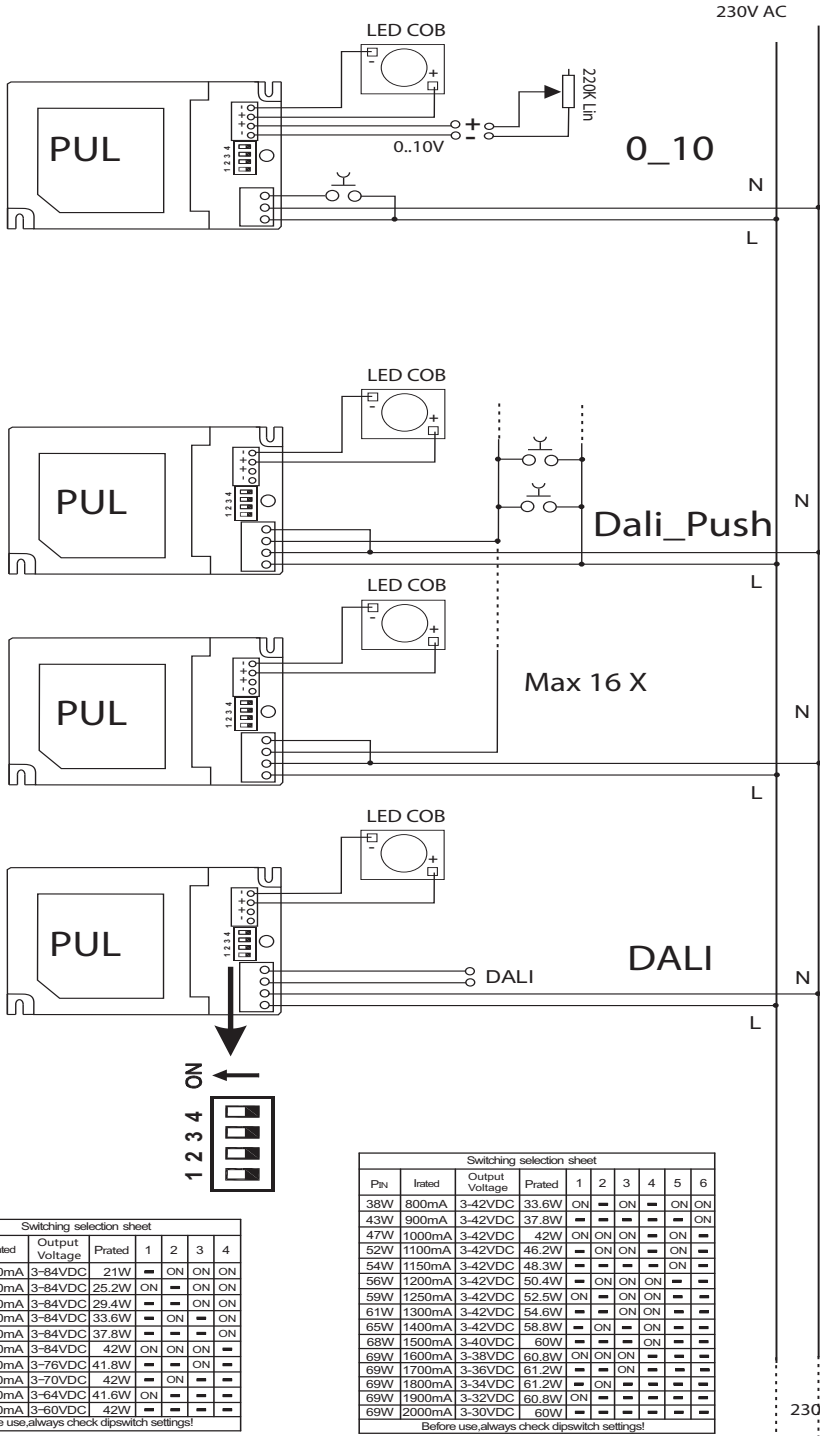 230V AC
LED COB
-
+
PUL
- + + -
1 2 3 4
+
-
0..10V
220K Lin
0_10
N
L
LED COB
-
+
PUL
- + + -
1 2 3 4
Dali_Push
N
L
LED COB
-
+
PUL
- + + -
1 2 3 4
Max 16 X
N
L
LED COB
-
+
PUL
- + + -
1 2 3 4
DALI
DALI
N
L
ON
1 2 3 4
Switching selection sheet
Output Voltage Prated 1 2 3 4
3-84VDC 21W - ON ON ON
3-84VDC 25.2W ON - ON ON
3-84VDC 29.4W - - ON ON
3-84VDC 33.6W - ON - ON
3-84VDC 37.8W - - - ON
3-84VDC 42W ON ON ON -
3-76VDC 41.8W - - ON -
3-70VDC 42W - ON - -
3-64VDC 41.6W ON - - -
3-60VDC 42W - - - -
use,always check dipswitch settings!
Switching selection sheet
PIN Irated Output Voltage Prated 1 2 3 4 5 6
38W 800mA 3-42VDC 33.6W ON - ON - ON ON
43W 900mA 3-42VDC 37.8W - - - - - ON
47W 1000mA 3-42VDC 42W ON ON ON - ON -
52W 1100mA 3-42VDC 46.2W - ON ON - ON -
54W 1150mA 3-42VDC 48.3W - - - - ON -
56W 1200mA 3-42VDC 50.4W - ON ON ON - -
59W 1250mA 3-42VDC 52.5W ON - ON ON - -
61W 1300mA 3-42VDC 54.6W - - ON ON - -
65W 1400mA 3-42VDC 58.8W - ON - ON - -
68W 1500mA 3-40VDC 60W - - - ON - -
69W 1600mA 3-38VDC 60.8W ON ON ON - - -
69W 1700mA 3-36VDC 61.2W - - ON - - -
69W 1800mA 3-34VDC 61.2W - ON - - - -
69W 1900mA 3-32VDC 60.8W ON - - - - -
69W 2000mA 3-30VDC 60W - - - - - -
Before use,always check dipswitch settings!
230